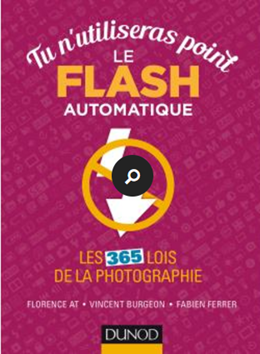 Tu n'utiliseras point
LE
FLASH
AUTOMATIQUE
LES 365 LOIS
DE LA PHOTOGRAPHIE
FLORENCE AT • VINCENT BURGEON • FABIEN FERRER
DUNOD